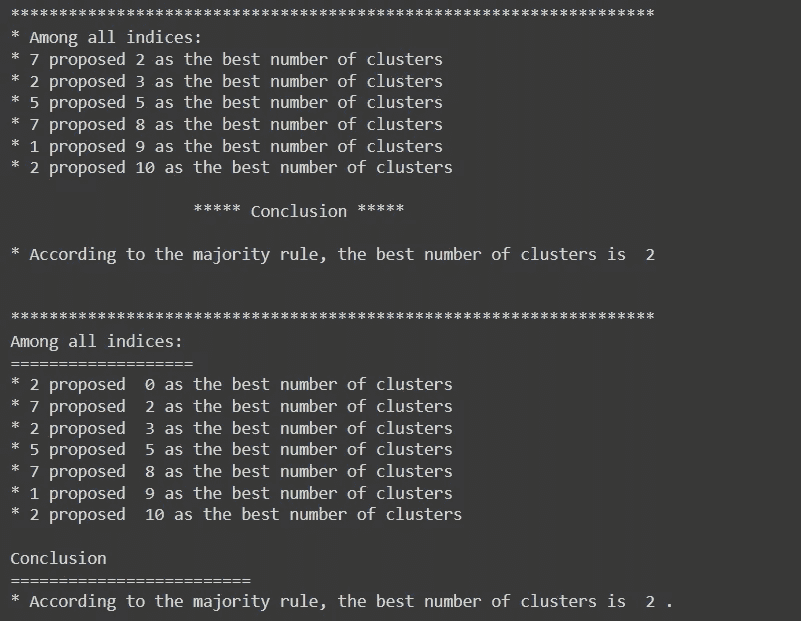 *******************************************************************
* Among all indices:
* 7 proposed 2 as the best number of clusters
* 2 proposed 3 as the best number of clusters
* 5 proposed 5 as the best number of clusters
* 7 proposed 8 as the best number of clusters
* 1 proposed 9 as the best number of clusters
* 2 proposed 10 as the best number of clusters

                   ***** Conclusion *****

* According to the majority rule, the best number of clusters is  2


*******************************************************************
Among all indices:
===================
* 2 proposed  0 as the best number of clusters
* 7 proposed  2 as the best number of clusters
* 2 proposed  3 as the best number of clusters
* 5 proposed  5 as the best number of clusters
* 7 proposed  8 as the best number of clusters
* 1 proposed  9 as the best number of clusters
* 2 proposed  10 as the best number of clusters

Conclusion
=========================
* According to the majority rule, the best number of clusters is  2 .